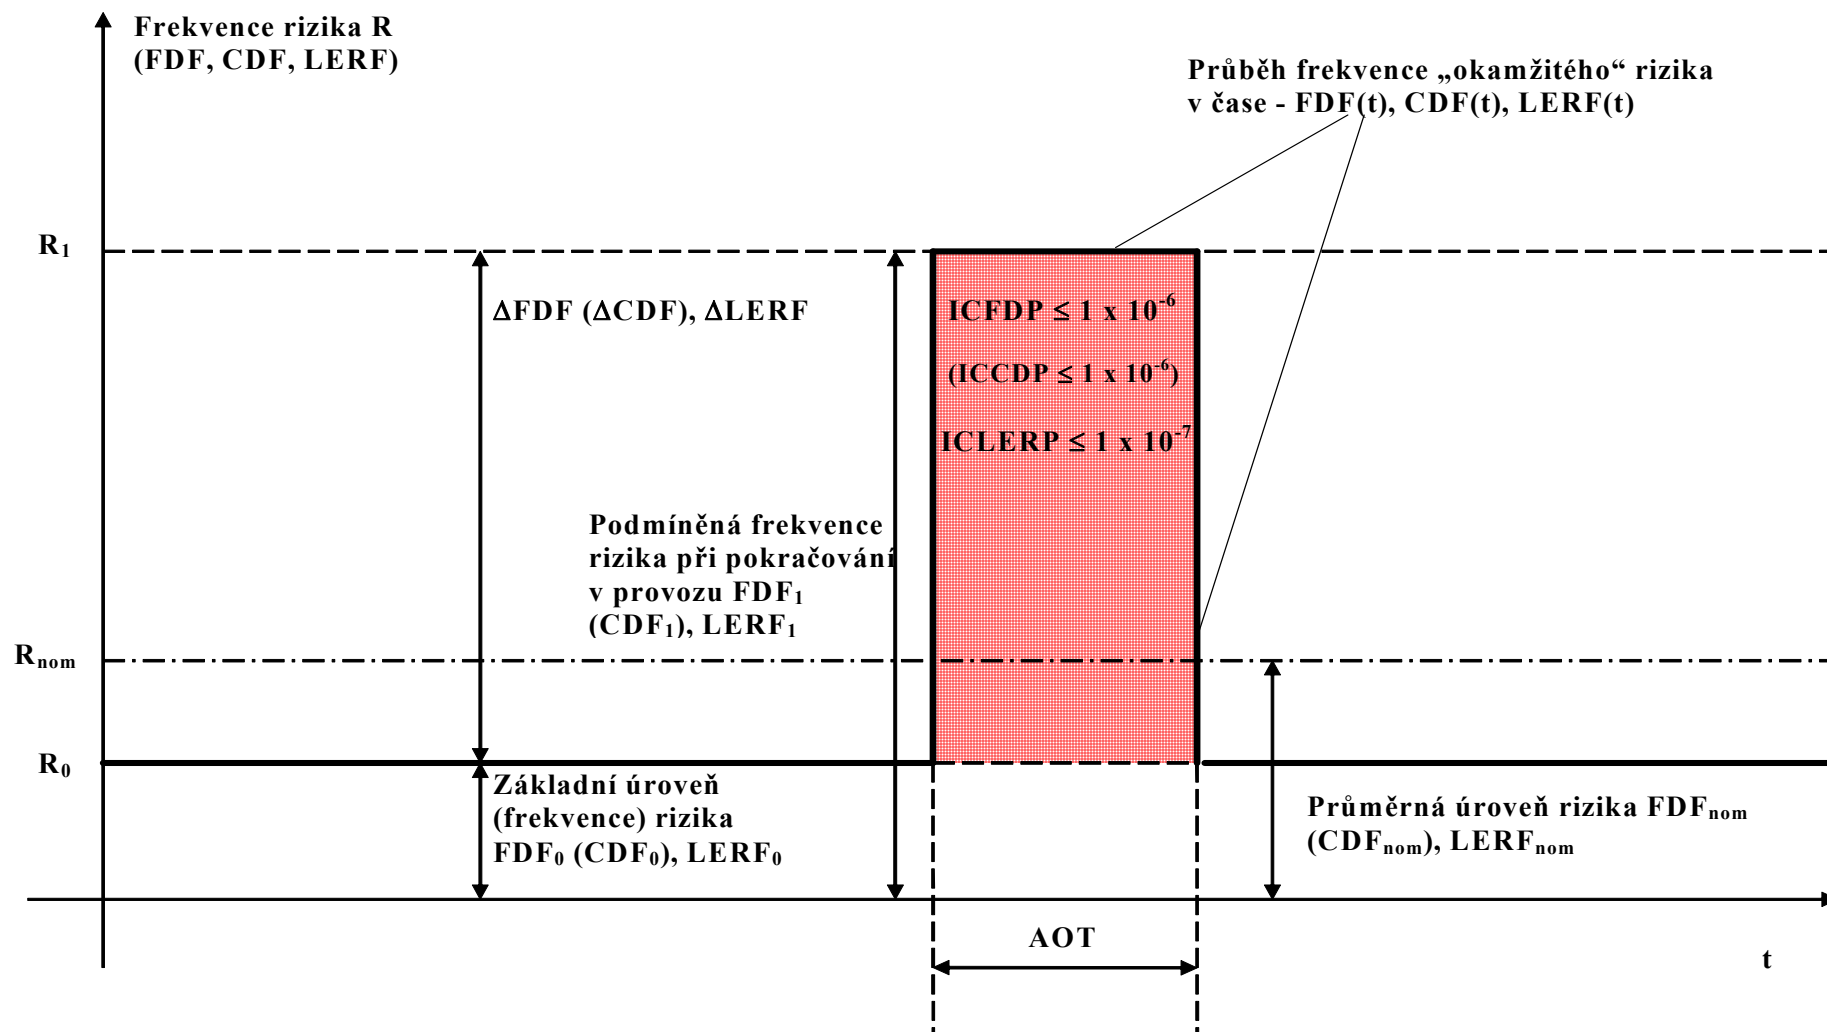 Frekvence rizika R
(FDF, CDF, LERF)
Průběh frekvence „okamžitého“ rizika
v čase - FDF(t), CDF(t), LERF(t)
R₁
ΔFDF (ΔCDF), ΔLERF
ICFDP ≤ 1 x 10⁻⁶
(ICCDP ≤ 1 x 10⁻⁶)
ICLERP ≤ 1 x 10⁻⁷
Podmíněná frekvence
rizika při pokračování
v provozu FDF₁
(CDF₁), LERF₁
Rₙₒₘ
R₀
Základní úroveň
(frekvence) rizika
FDF₀ (CDF₀), LERF₀
Průměrná úroveň rizika FDFₙₒₘ
(CDFₙₒₘ), LERFₙₒₘ
AOT
t